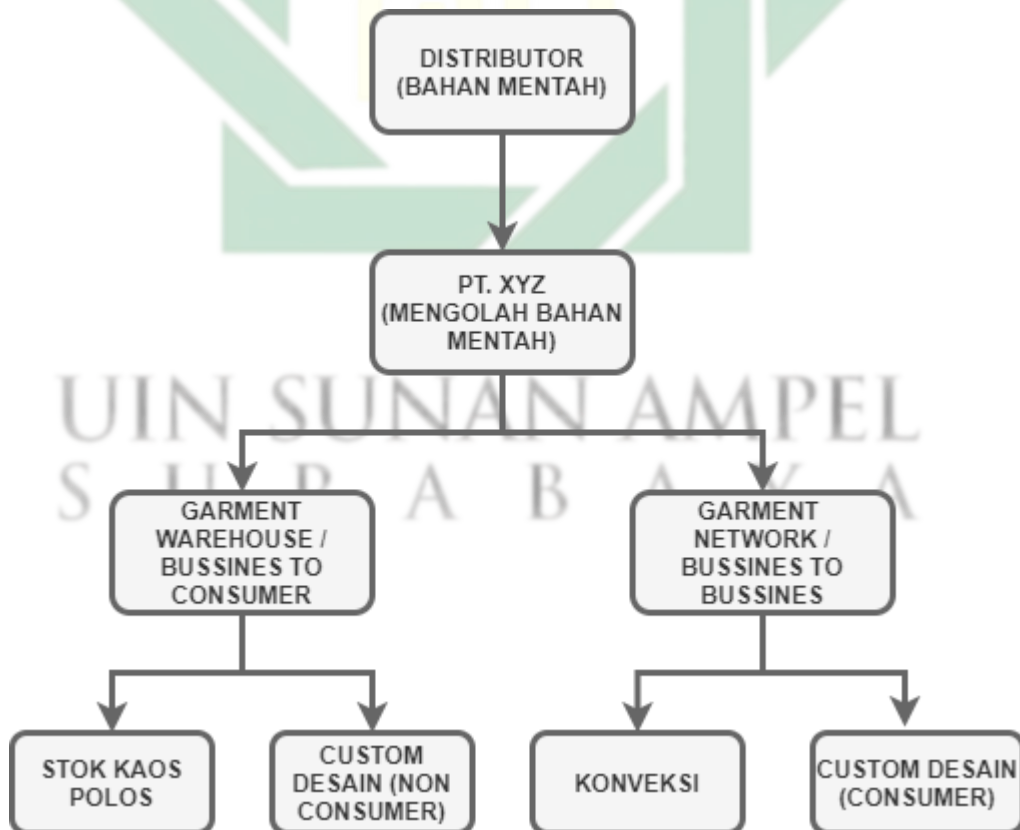 DISTRIBUTOR
(BAHAN MENTAH)
PT. XYZ
(MENGOLAH BAHAN
MENTAH)
UIN SUNAN AMPEL
S U R A B A Y A
GARMENT
WAREHOUSE /
BUSSINES TO
CONSUMER
GARMENT
NETWORK /
BUSSINES TO
BUSSINES
STOK KAOS
POLOS
CUSTOM
DESAIN (NON
CONSUMER)
KONVEKSI
CUSTOM DESAIN
(CONSUMER)